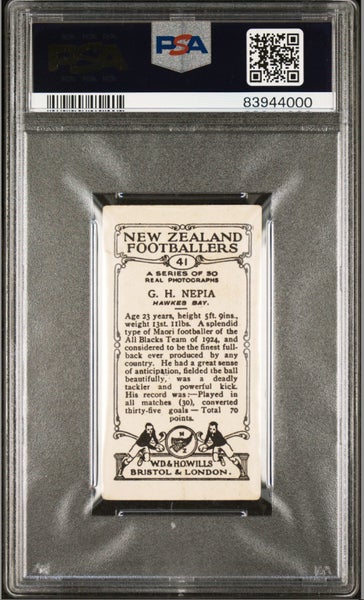 PSA
PSA
83944000
NEW ZEALAND
FOOTBALLERS
41
A SERIES OF 50
REAL PHOTOGRAPHS
G. H. NEPIA
HAWKES BAY.
Age 23 years, height 5ft. 9ins.,
weight 13st. 11lbs. A splendid
type of Maori footballer of the
All Blacks Team of 1924, and
considered to be the finest full-
back ever produced by any
country. He had a great sense
of anticipation, fielded the ball
beautifully, was a deadly
tackler and powerful kick.
His record was:—Played in
all matches (30), converted
thirty-five goals — Total 70
points.
W.D.& H.O.WILLS
BRISTOL & LONDON.